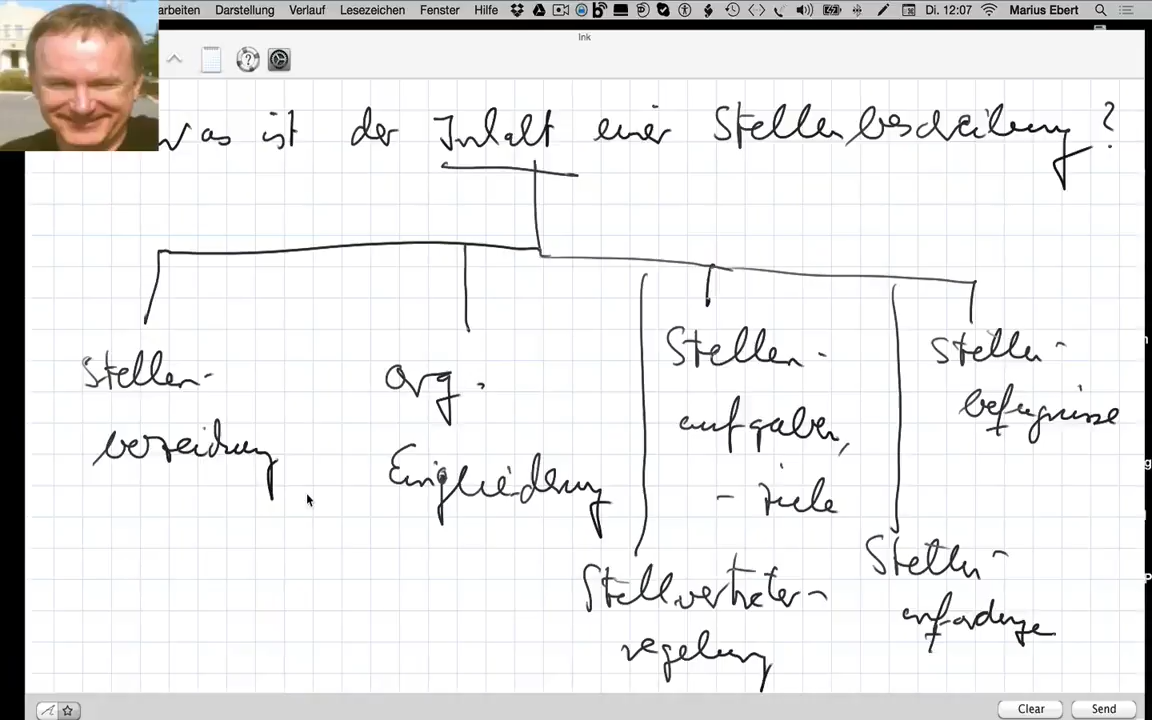 arbeiten Darstellung Verlauf Lesezeichen Fenster Hilfe Di. 12:07 Marius Ebert
Ink
Was ist der Inhalt einer Stellenbeschreibung?
Stellen-
bezeichnung
org.
Eingliederung
Stellvertreter-
regelung
Stellen-
aufgaben,
- ziele
Stellen-
anforderungen
Stellen-
befugnisse
Clear Send